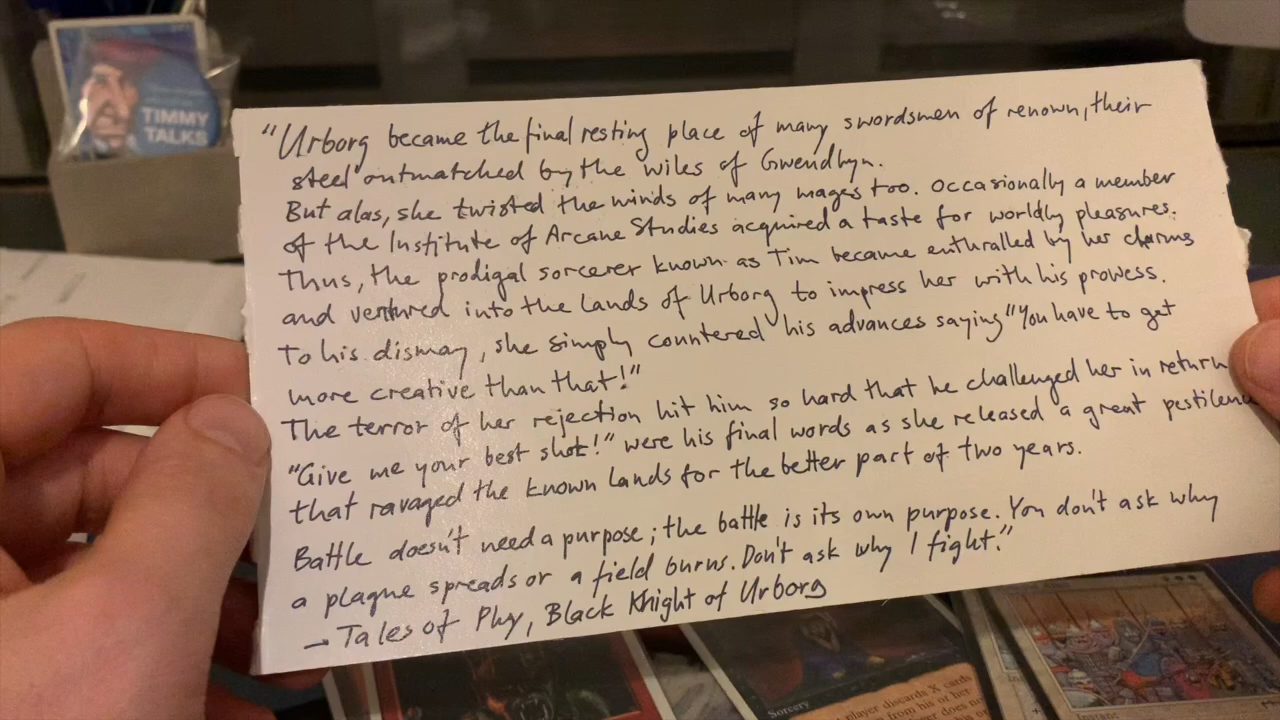 TIMMY
TALKS
"Urborg became the final resting place of many swordsmen of renown, their
steel outmatched by the wiles of Gwendlyn.
But alas, she twisted the minds of many mages too. Occasionally a member
of the Institute of Arcane Studies acquired a taste for worldly pleasures.
Thus, the prodigal sorcerer known as Tim became enthralled by her charms
and ventured into the lands of Urborg to impress her with his prowess.
To his dismay, she simply countered his advances saying "You have to get
more creative than that!"
The terror of her rejection hit him so hard that he challenged her in return
"Give me your best shot!" were his final words as she released a great pestilence
that ravaged the known lands for the better part of two years.
Battle doesn't need a purpose; the battle is its own purpose. You don't ask why
a plague spreads or a field burns. Don't ask why I fight."
→ Tales of Phy, Black Knight of Urborg
Sorcery
player discards X cards
from his or her